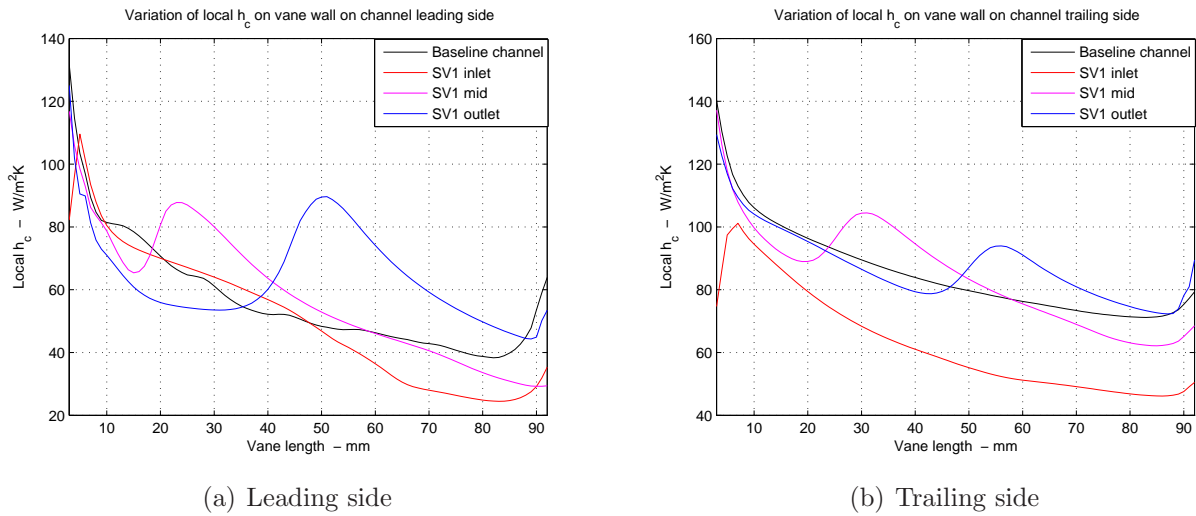 Variation of local h_c on vane wall on channel leading side
140
120
100
80
60
40
20
Local h_c − W/m²K
10 20 30 40 50 60 70 80 90
Vane length − mm
Baseline channel
SV1 inlet
SV1 mid
SV1 outlet
(a) Leading side
Variation of local h_c on vane wall on channel trailing side
160
140
120
100
80
60
40
Local h_c − W/m²K
10 20 30 40 50 60 70 80 90
Vane length − mm
Baseline channel
SV1 inlet
SV1 mid
SV1 outlet
(b) Trailing side